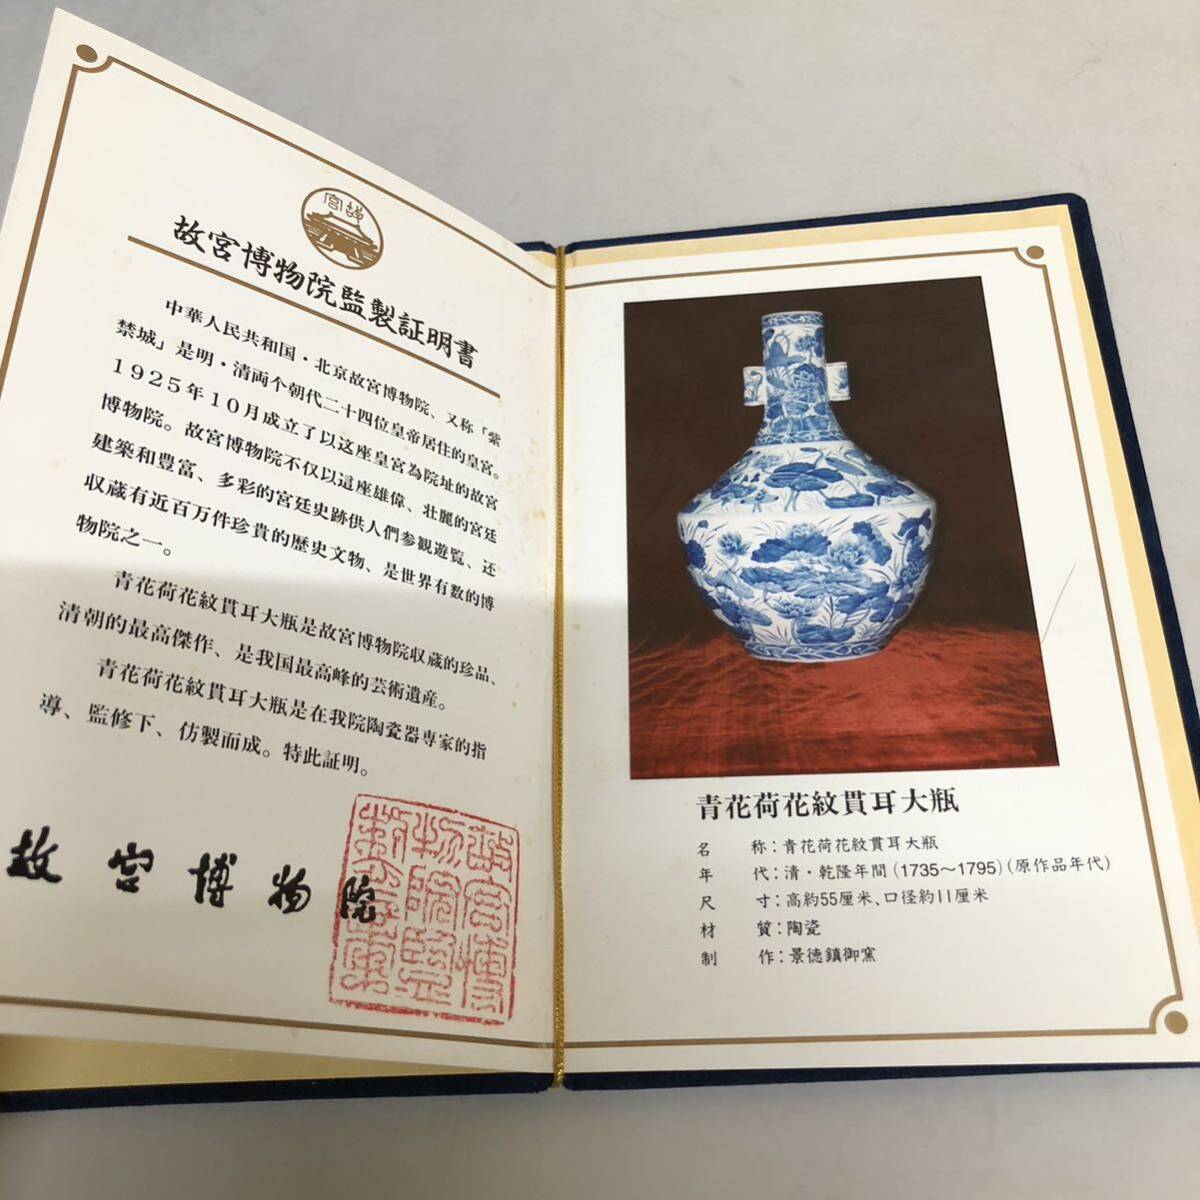 故宮
故宮博物院監製証明書
中華人民共和国・北京故宮博物院、又称「紫
禁城」是明・清両个朝代二十四位皇帝居住的皇宮。
1925年10月成立了以这座皇宮為院址的故宮
博物院。故宮博物院不仅以這座雄偉、壮麗的宮廷
建築和豊富、多彩的宮廷史跡供人們参観遊覧、还
収蔵有近百万件珍貴的歴史文物、是世界有数的博
物院之一。
青花荷花紋貫耳大瓶是故宮博物院収蔵的珍品、
清朝的最高傑作、是我国最高峰的芸術遺産。
青花荷花紋貫耳大瓶是在我院陶瓷器専家的指
導、監修下、仿製而成。特此証明。
故宮博物院
青花荷花紋貫耳大瓶
名　称：青花荷花紋貫耳大瓶
年　代：清・乾隆年間(1735～1795)(原作品年代)
尺　寸：高約55厘米、口径約11厘米
材　質：陶瓷
制　作：景徳鎮御窯